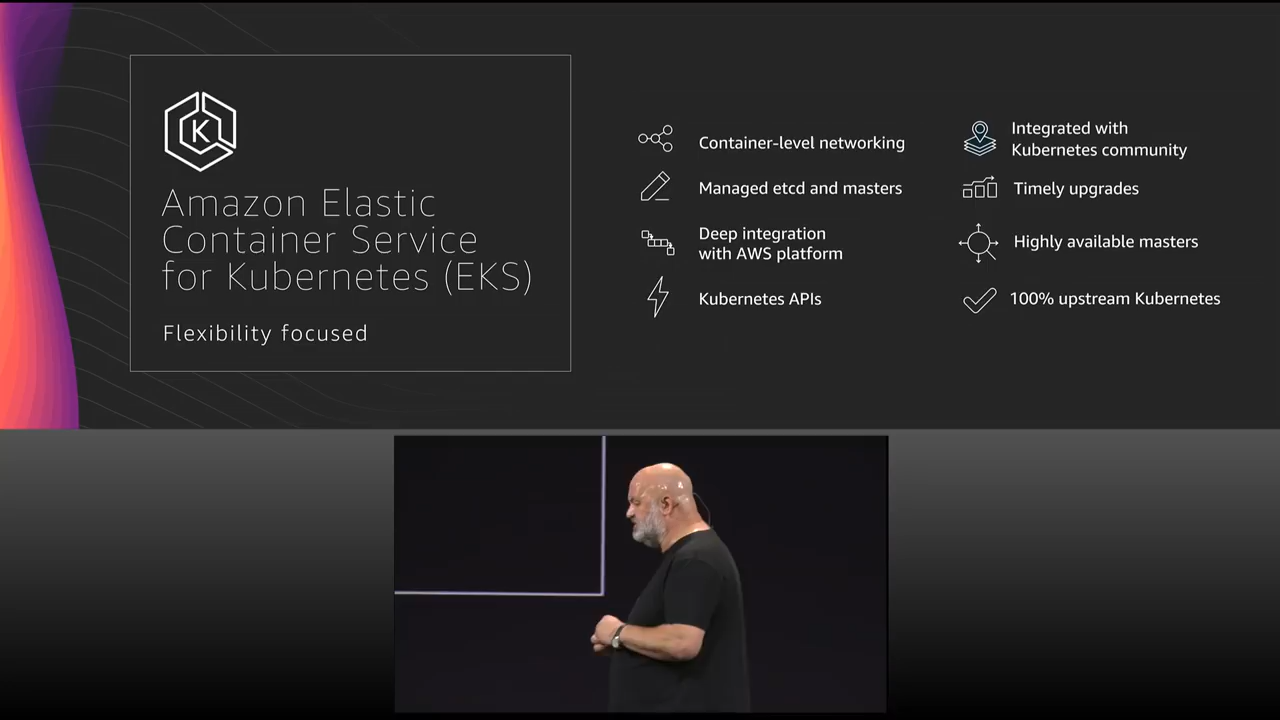 K
Amazon Elastic
Container Service
for Kubernetes (EKS)
Flexibility focused
Container-level networking
Managed etcd and masters
Deep integration
with AWS platform
Kubernetes APIs
Integrated with
Kubernetes community
Timely upgrades
Highly available masters
100% upstream Kubernetes